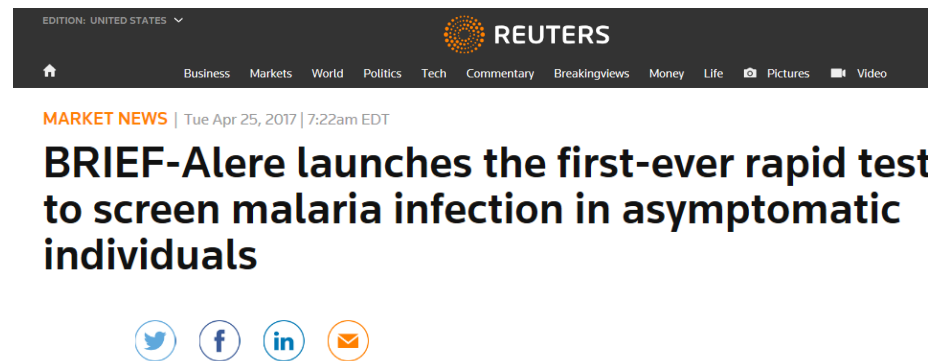 EDITION: UNITED STATES
REUTERS
Business Markets World Politics Tech Commentary Breakingviews Money Life Pictures Video
MARKET NEWS | Tue Apr 25, 2017 | 7:22am EDT
BRIEF-Alere launches the first-ever rapid test
to screen malaria infection in asymptomatic
individuals